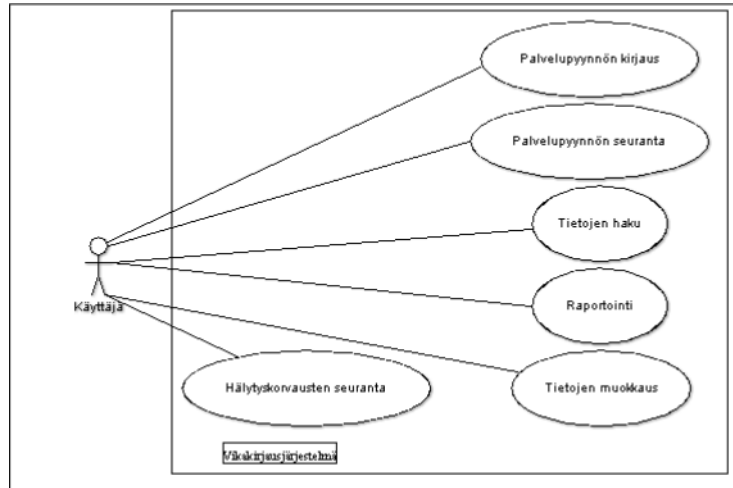 Palvelupyynnön kirjaus
Palvelupyynnön seuranta
Tietojen haku
Käyttäjä
Raportointi
Hälytyskorvausten seuranta
Tietojen muokkaus
Vikakirjausjärjestelmä